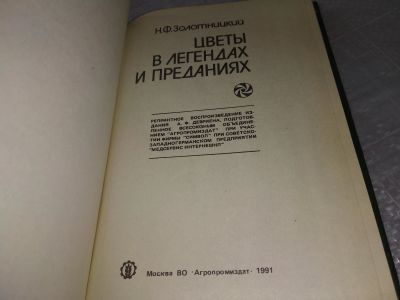 Н.Ф.Золотницкий
ЦВЕТЫ
В ЛЕГЕНДАХ
И ПРЕДАНИЯХ
РЕПРИНТНОЕ ВОСПРОИЗВЕДЕНИЕ ИЗ-
ДАНИЯ А. Ф. ДЕВРИЕНА, ПОДГОТОВ-
ЛЕННОЕ ВСЕСОЮЗНЫМ ОБЪЕДИНЕ-
НИЕМ "АГРОПРОМИЗДАТ" ПРИ УЧАС-
ТИИ ФИРМЫ "СИМВОЛ" ПРИ СОВЕТСКО-
ЗАПАДНОГЕРМАНСКОМ ПРЕДПРИЯТИИ
"МЕДСЕРВИС ИНТЕРНЕШНЛ"
Москва ВО «Агропромиздат» 1991